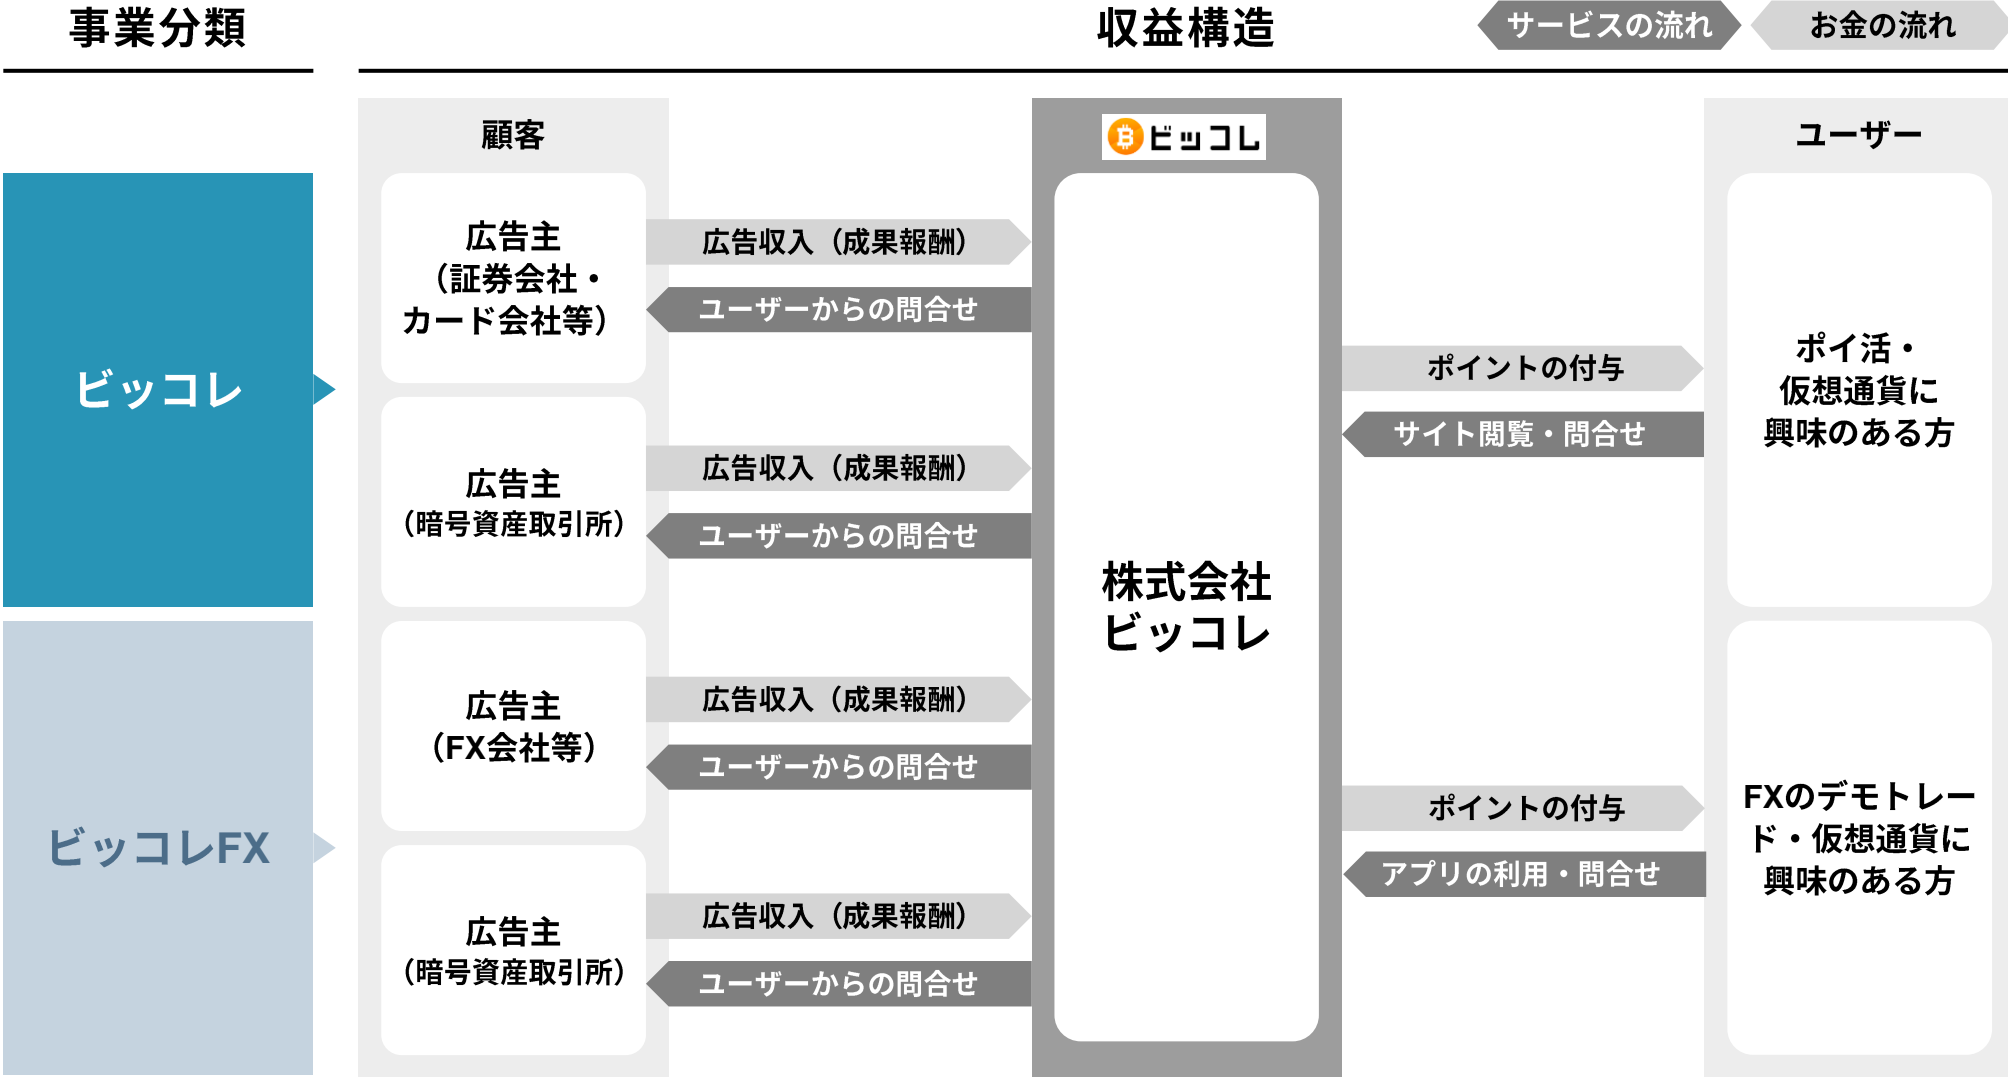 事業分類
収益構造
サービスの流れ
お金の流れ
顧客
ビッコレ
ユーザー
ビッコレ
広告主
（証券会社・
カード会社等）
広告収入（成果報酬）
ユーザーからの問合せ
広告主
（暗号資産取引所）
広告収入（成果報酬）
ユーザーからの問合せ
ビッコレFX
広告主
（FX会社等）
広告収入（成果報酬）
ユーザーからの問合せ
広告主
（暗号資産取引所）
広告収入（成果報酬）
ユーザーからの問合せ
株式会社
ビッコレ
ポイントの付与
サイト閲覧・問合せ
ポイ活・
仮想通貨に
興味のある方
ポイントの付与
アプリの利用・問合せ
FXのデモトレー
ド・仮想通貨に
興味のある方